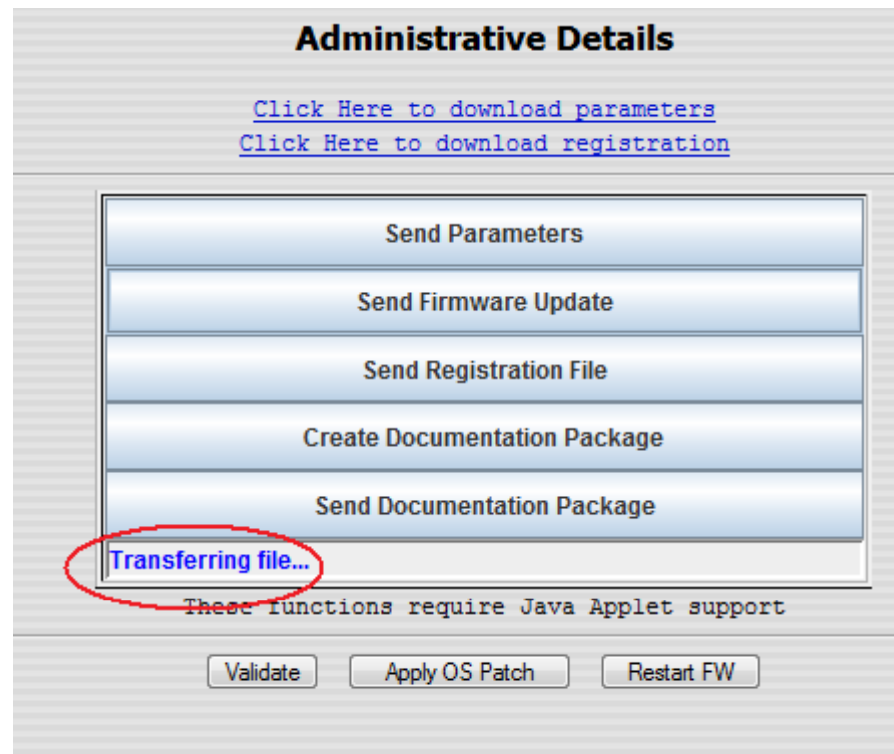 Administrative Details
Click Here to download parameters
Click Here to download registration
Send Parameters
Send Firmware Update
Send Registration File
Create Documentation Package
Send Documentation Package
Transferring file...
These functions require Java Applet support
Validate
Apply OS Patch
Restart FW